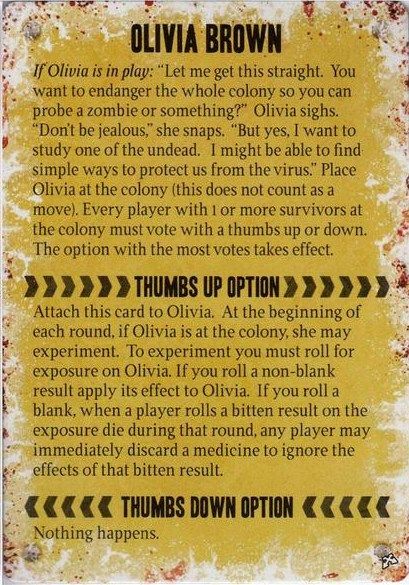 OLIVIA BROWN
If Olivia is in play: “Let me get this straight. You
want to endanger the whole colony so you can
probe a zombie or something?” Olivia sighs.
“Don’t be jealous,” she snaps. “But yes, I want to
study one of the undead. I might be able to find
simple ways to protect us from the virus.” Place
Olivia at the colony (this does not count as a
move). Every player with 1 or more survivors at
the colony must vote with a thumbs up or down.
The option with the most votes takes effect.
THUMBS UP OPTION
Attach this card to Olivia. At the beginning of
each round, if Olivia is at the colony, she may
experiment. To experiment you must roll for
exposure on Olivia. If you roll a non-blank
result apply its effect to Olivia. If you roll a
blank, when a player rolls a bitten result on the
exposure die during that round, any player may
immediately discard a medicine to ignore the
effects of that bitten result.
THUMBS DOWN OPTION
Nothing happens.